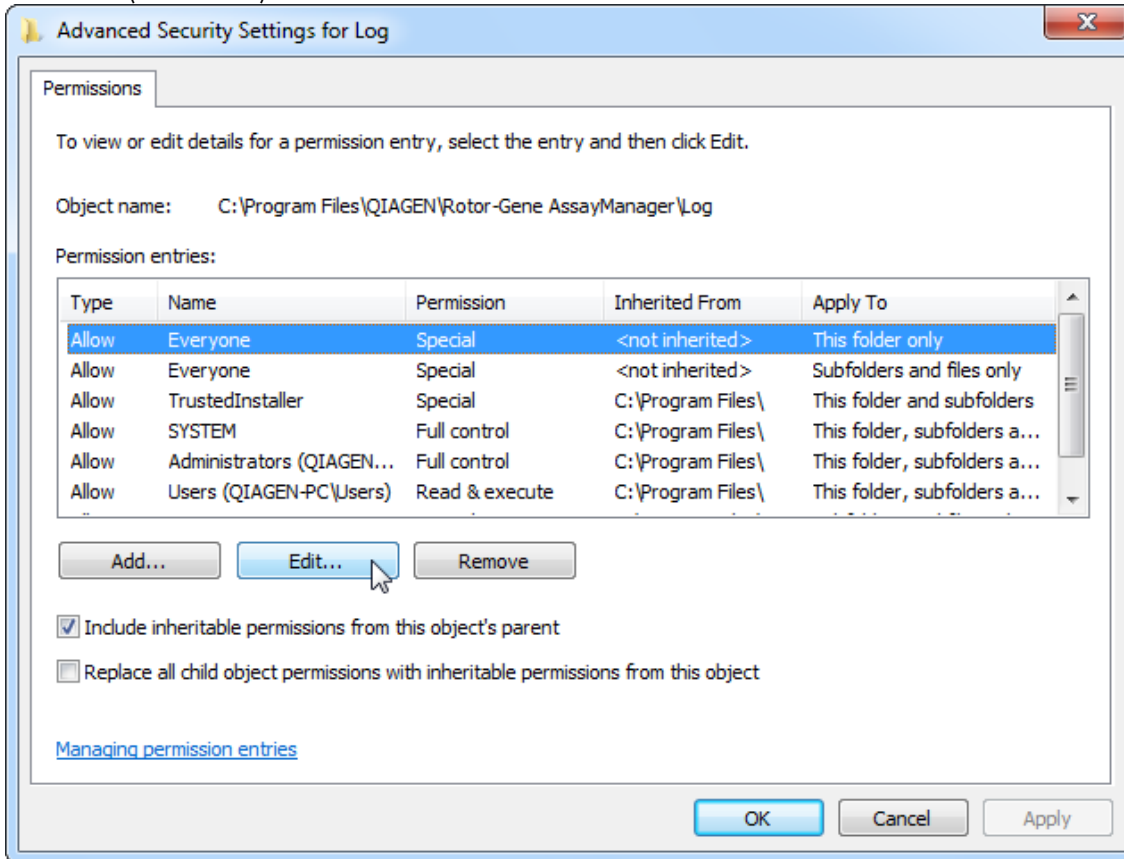 Advanced Security Settings for Log
Permissions
To view or edit details for a permission entry, select the entry and then click Edit.
Object name: C:\Program Files\QIAGEN\Rotor-Gene AssayManager\Log
Permission entries:
Type Name Permission Inherited From Apply To
Allow Everyone Special <not inherited> This folder only
Allow Everyone Special <not inherited> Subfolders and files only
Allow TrustedInstaller Special C:\Program Files\ This folder and subfolders
Allow SYSTEM Full control C:\Program Files\ This folder, subfolders a...
Allow Administrators (QIAGEN... Full control C:\Program Files\ This folder, subfolders a...
Allow Users (QIAGEN-PC\Users) Read & execute C:\Program Files\ This folder, subfolders a...
Add... Edit... Remove
Include inheritable permissions from this object's parent
Replace all child object permissions with inheritable permissions from this object
Managing permission entries
OK Cancel Apply